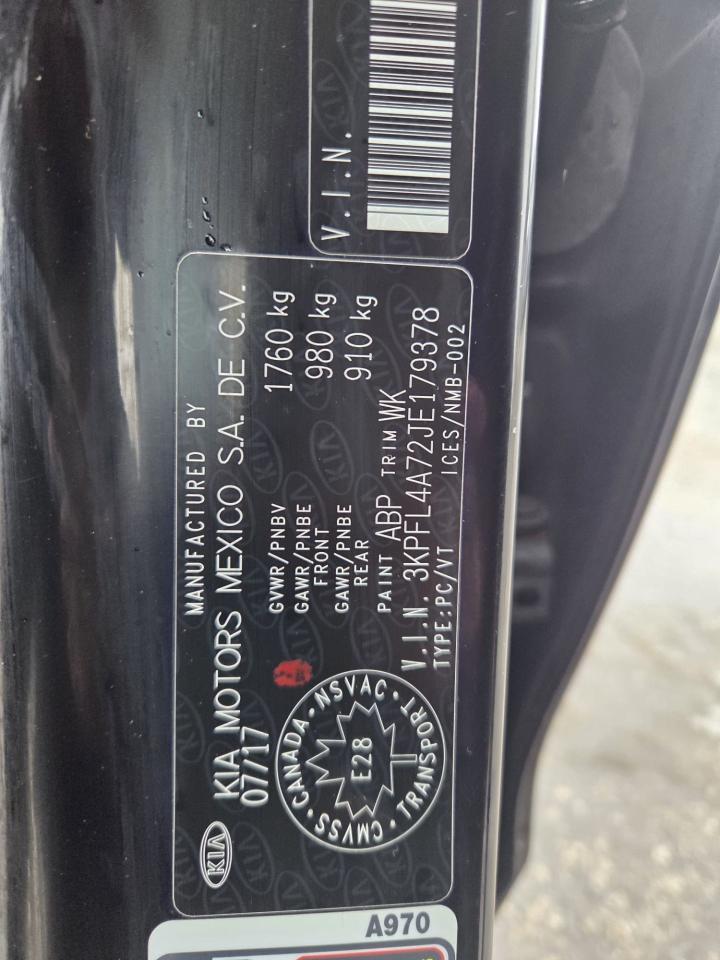 MANUFACTURED BY
KIA MOTORS MEXICO S.A. DE C.V.
07/17
GVWR/PNBV 1760 kg
GAWR/PNBE FRONT 980 kg
GAWR/PNBE REAR 910 kg
PAINT ABP TRIM WK
V.I.N. 3KPFL4A72JE179378
TYPE:PC/VT ICES/NMB-002
KIA
CANADA · NSVAC · TRANSPORT · CMVSS ·
E28
V.I.N.
A970